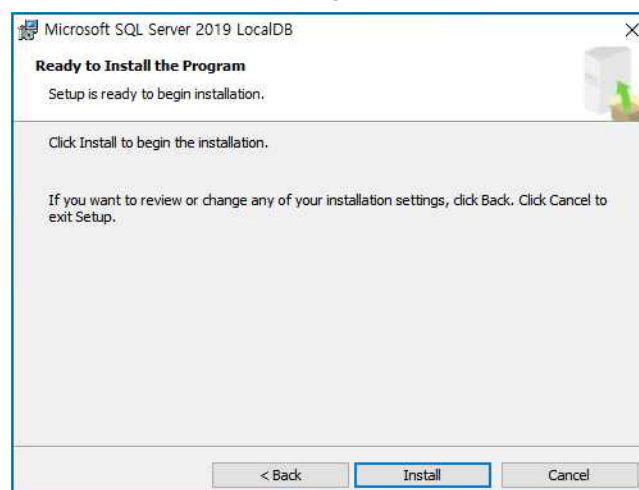 Microsoft SQL Server 2019 LocalDB
Ready to Install the Program
Setup is ready to begin installation.
Click Install to begin the installation.
If you want to review or change any of your installation settings, click Back. Click Cancel to
exit Setup.
< Back Install Cancel